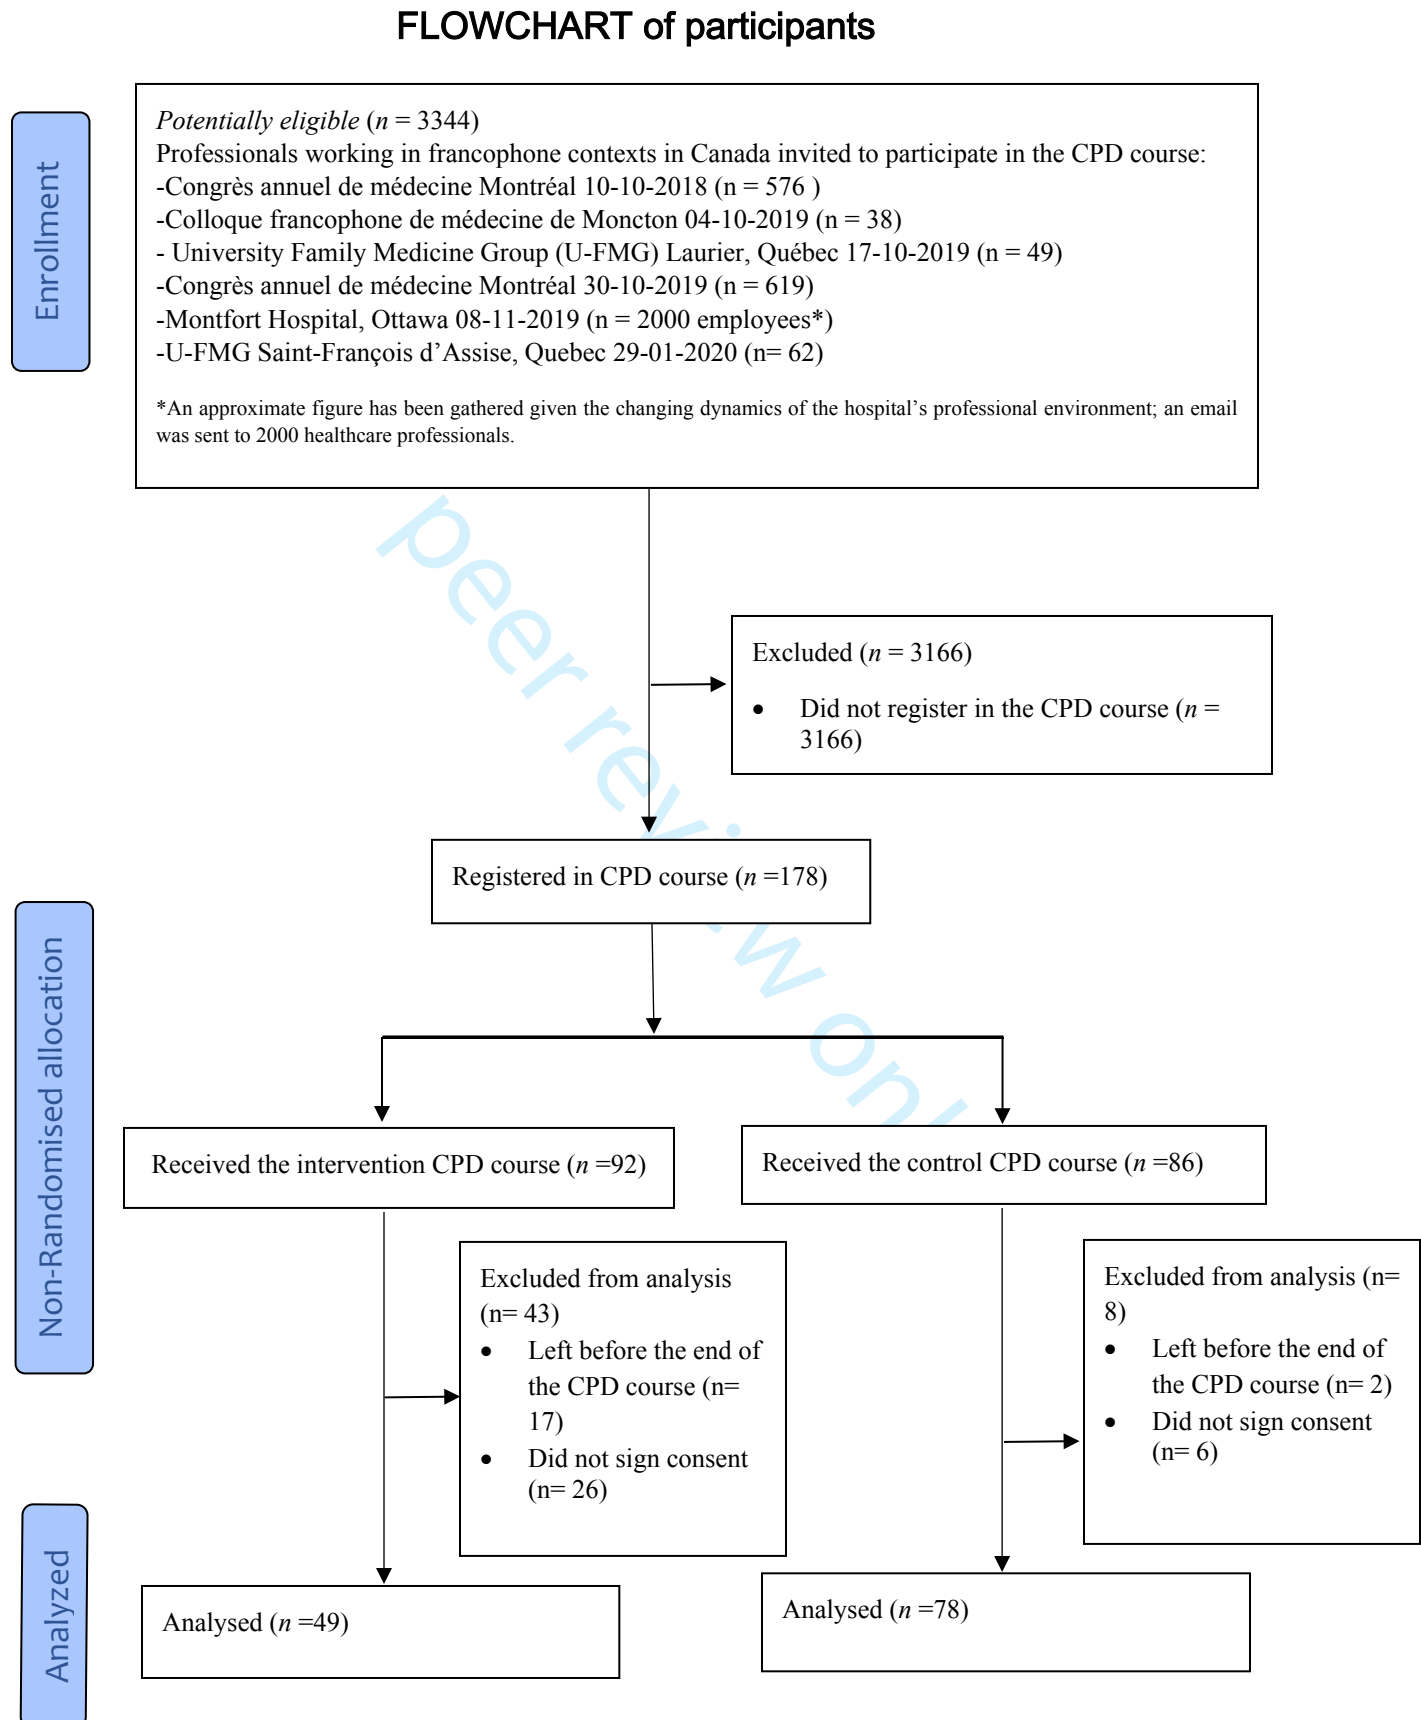 FLOWCHART of participants
Enrollment
Potentially eligible (n = 3344)
Professionals working in francophone contexts in Canada invited to participate in the CPD course:
-Congrès annuel de médecine Montréal 10-10-2018 (n = 576 )
-Colloque francophone de médecine de Moncton 04-10-2019 (n = 38)
- University Family Medicine Group (U-FMG) Laurier, Québec 17-10-2019 (n = 49)
-Congrès annuel de médecine Montréal 30-10-2019 (n = 619)
-Montfort Hospital, Ottawa 08-11-2019 (n = 2000 employees*)
-U-FMG Saint-François d’Assise, Quebec 29-01-2020 (n= 62)
*An approximate figure has been gathered given the changing dynamics of the hospital’s professional environment; an email
was sent to 2000 healthcare professionals.
peer review only
Excluded (n = 3166)
• Did not register in the CPD course (n =
3166)
Registered in CPD course (n =178)
Non-Randomised allocation
Received the intervention CPD course (n =92)
Received the control CPD course (n =86)
Excluded from analysis
(n= 43)
• Left before the end of
the CPD course (n=
17)
• Did not sign consent
(n= 26)
Excluded from analysis (n=
8)
• Left before the end of
the CPD course (n= 2)
• Did not sign consent
(n= 6)
Analyzed
Analysed (n =49)
Analysed (n =78)